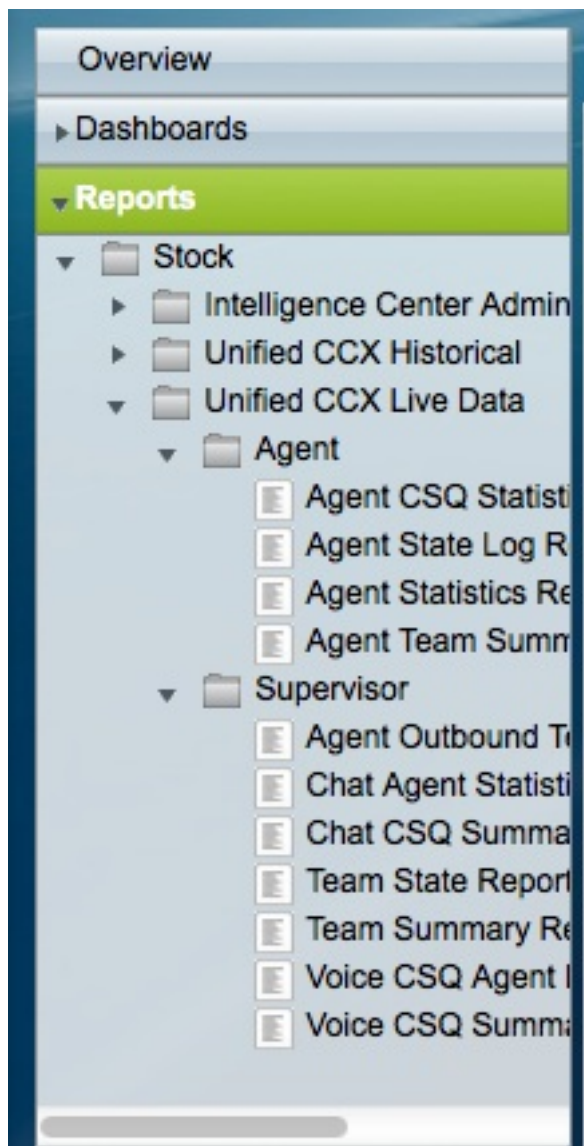 Overview
Dashboards
Reports
Stock
Intelligence Center Admin
Unified CCX Historical
Unified CCX Live Data
Agent
Agent CSQ Statisti
Agent State Log R
Agent Statistics Re
Agent Team Summ
Supervisor
Agent Outbound Te
Chat Agent Statisti
Chat CSQ Summa
Team State Report
Team Summary Re
Voice CSQ Agent
Voice CSQ Summa